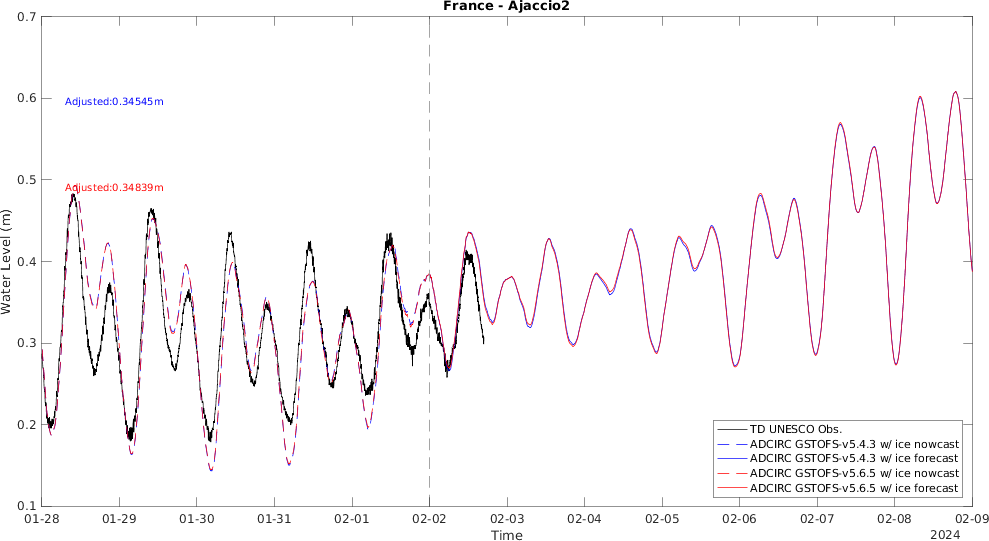 France - Ajaccio2
Water Level (m)
0.7
0.6
0.5
0.4
0.3
0.2
0.1
Adjusted:0.34545m
Adjusted:0.34839m
TD UNESCO Obs.
ADCIRC GSTOFS-v5.4.3 w/ ice nowcast
ADCIRC GSTOFS-v5.4.3 w/ ice forecast
ADCIRC GSTOFS-v5.6.5 w/ ice nowcast
ADCIRC GSTOFS-v5.6.5 w/ ice forecast
01-28 01-29 01-30 01-31 02-01 02-02 02-03 02-04 02-05 02-06 02-07 02-08 02-09
Time
2024